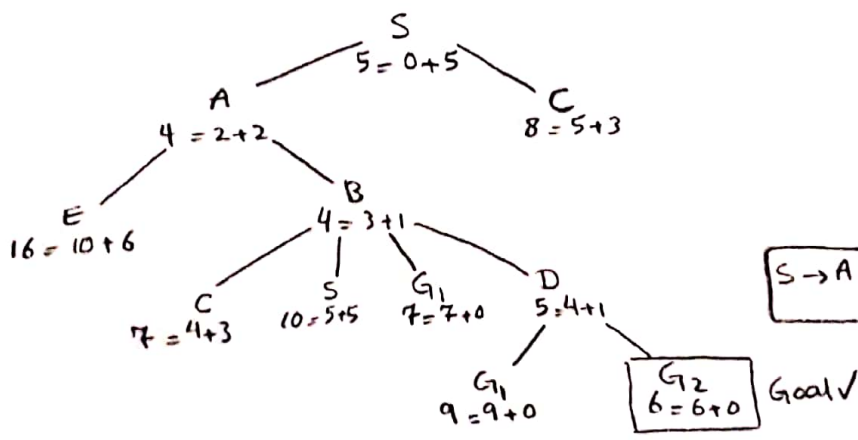 S
5 = 0+5
A
4 = 2+2
C
8 = 5+3
E
16 = 10+6
B
4 = 3+1
C
7 = 4+3
S
10 = 5+5
G1
7 = 7+0
D
5 = 4+1
S → A
G1
9 = 9+0
G2
6 = 6+0
Goal ✓